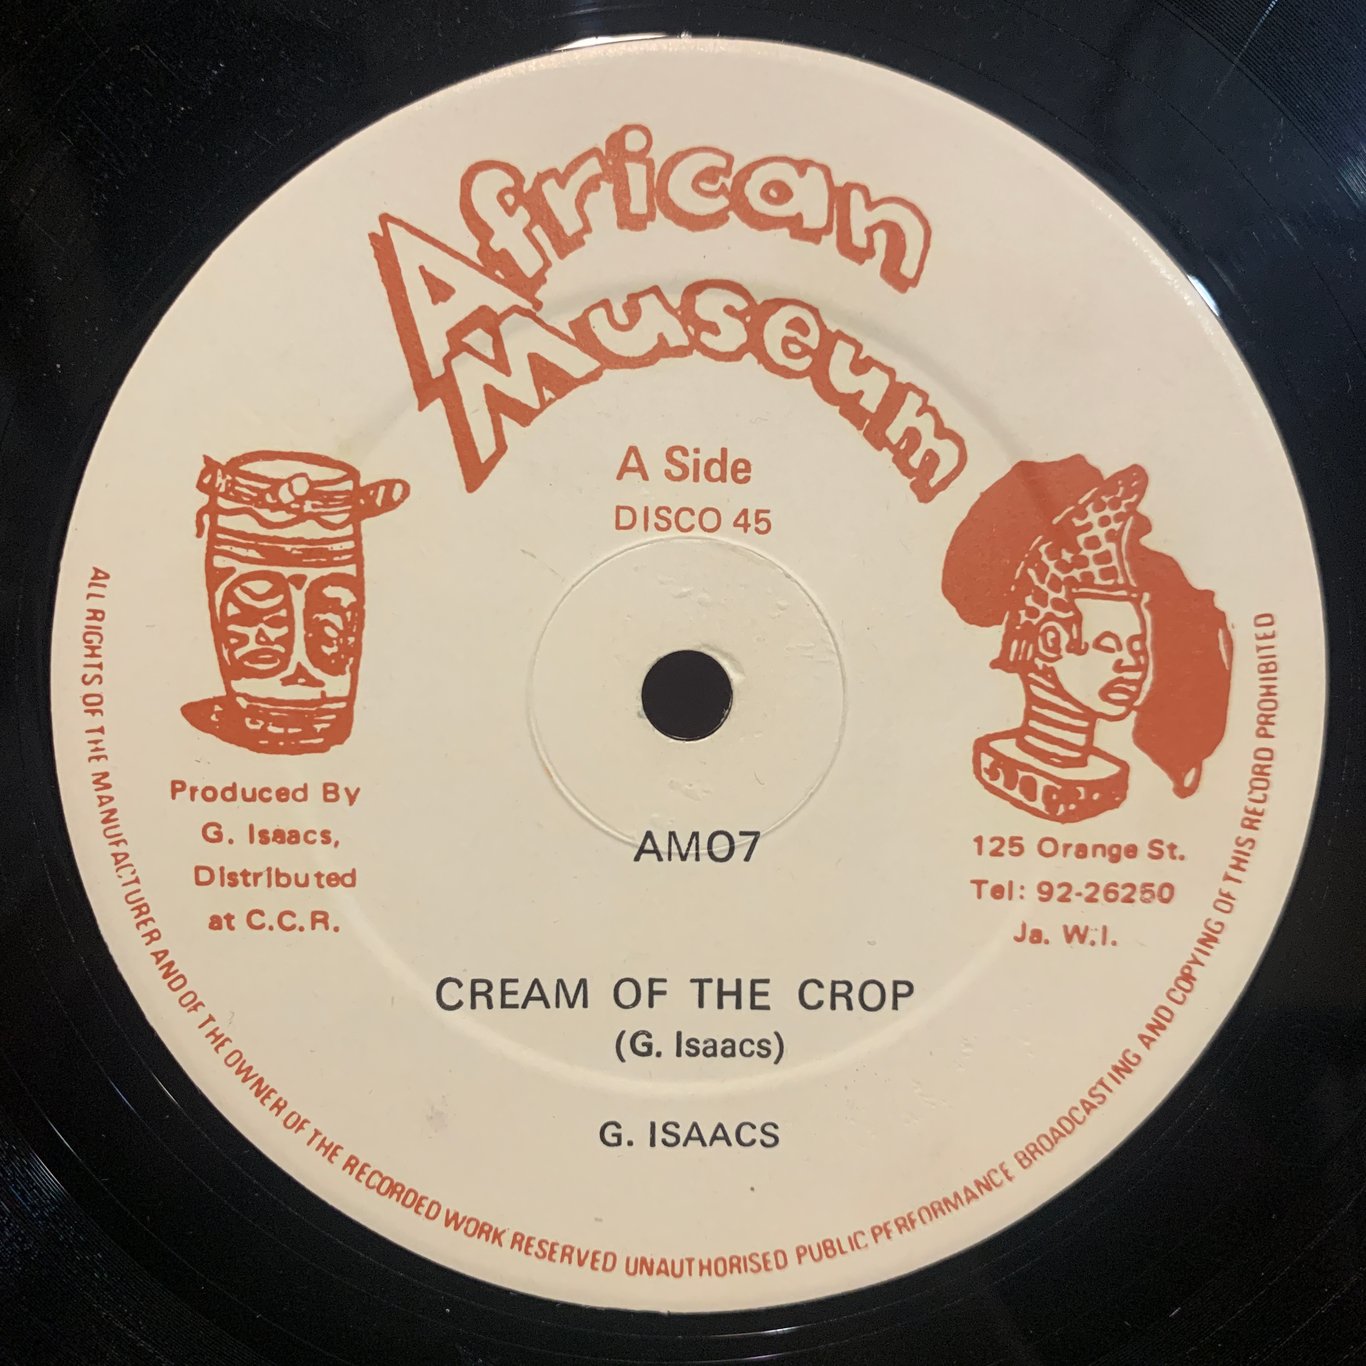 African
Museum
A Side
DISCO 45
Produced By
G. Isaacs,
Distributed
at C.C.R.
125 Orange St.
Tel: 92-26250
Ja. W.I.
AMO7
CREAM OF THE CROP
(G. Isaacs)
G. ISAACS
ALL RIGHTS OF THE MANUFACTURER AND OF THE OWNER OF THE RECORDED WORK RESERVED UNAUTHORISED PUBLIC PERFORMANCE BROADCASTING AND COPYING OF THIS RECORD PROHIBITED